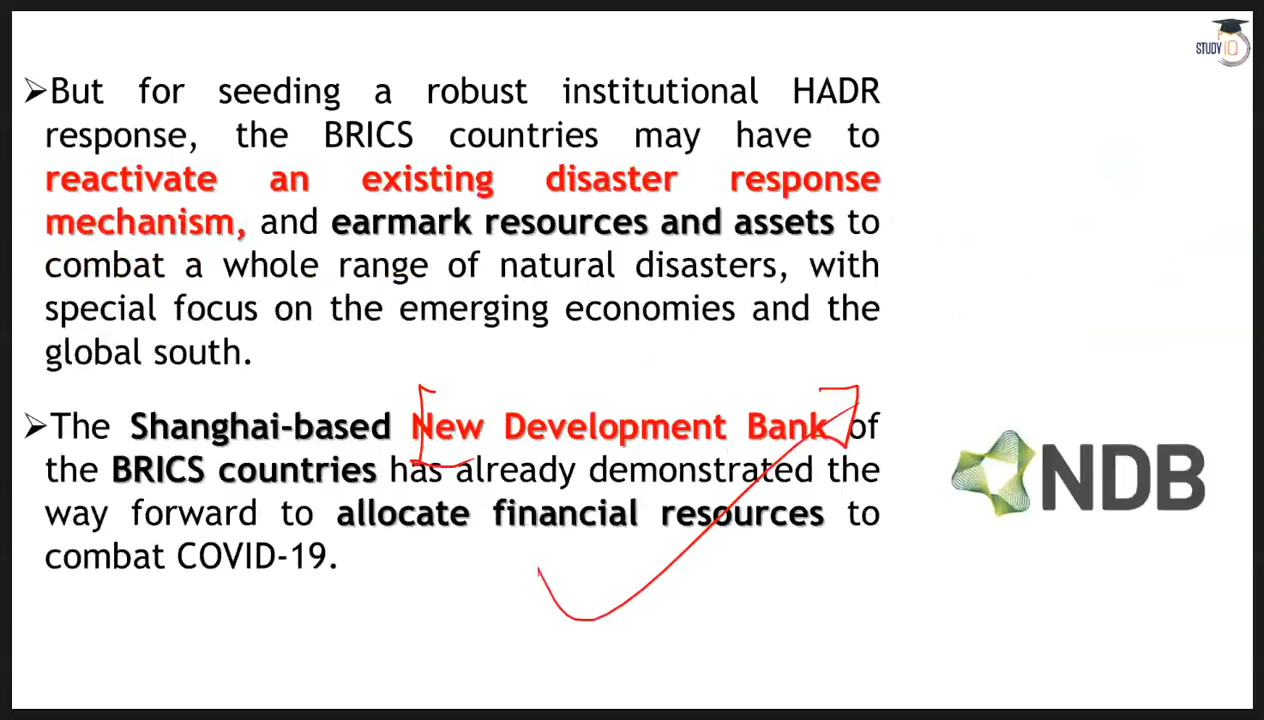 STUDY IQ
➢But for seeding a robust institutional HADR
response, the BRICS countries may have to
reactivate an existing disaster response
mechanism, and earmark resources and assets to
combat a whole range of natural disasters, with
special focus on the emerging economies and the
global south.
➢The Shanghai-based New Development Bank of
the BRICS countries has already demonstrated the
way forward to allocate financial resources to
combat COVID-19.
NDB